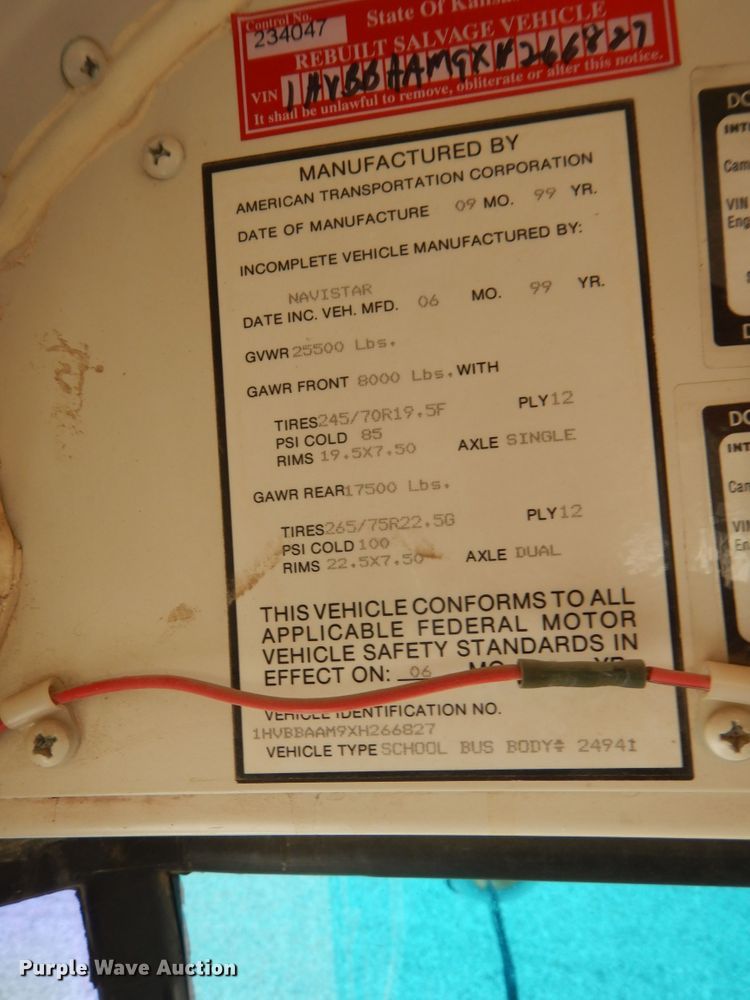 Control No. State Of
234047
REBUILT SALVAGE VEHICLE
VIN 1HVBBAAM9XH266827
It shall be unlawful to remove, obliterate or alter this notice.
MANUFACTURED BY
AMERICAN TRANSPORTATION CORPORATION
DATE OF MANUFACTURE 09 MO. 99 YR.
INCOMPLETE VEHICLE MANUFACTURED BY:
NAVISTAR
DATE INC. VEH. MFD. 06 MO. 99 YR.
GVWR 25500 Lbs.
GAWR FRONT 8000 Lbs. WITH
TIRES 245/70R19.5F PLY 12
PSI COLD 85
RIMS 19.5X7.50 AXLE SINGLE
GAWR REAR 17500 Lbs.
TIRES 265/75R22.5G PLY 12
PSI COLD 100
RIMS 22.5X7.50 AXLE DUAL
THIS VEHICLE CONFORMS TO ALL
APPLICABLE FEDERAL MOTOR
VEHICLE SAFETY STANDARDS IN
EFFECT ON: 06 MO. YR.
VEHICLE IDENTIFICATION NO.
1HVBBAAM9XH266827
VEHICLE TYPE SCHOOL BUS BODY# 24941
VIN
Purple Wave Auction